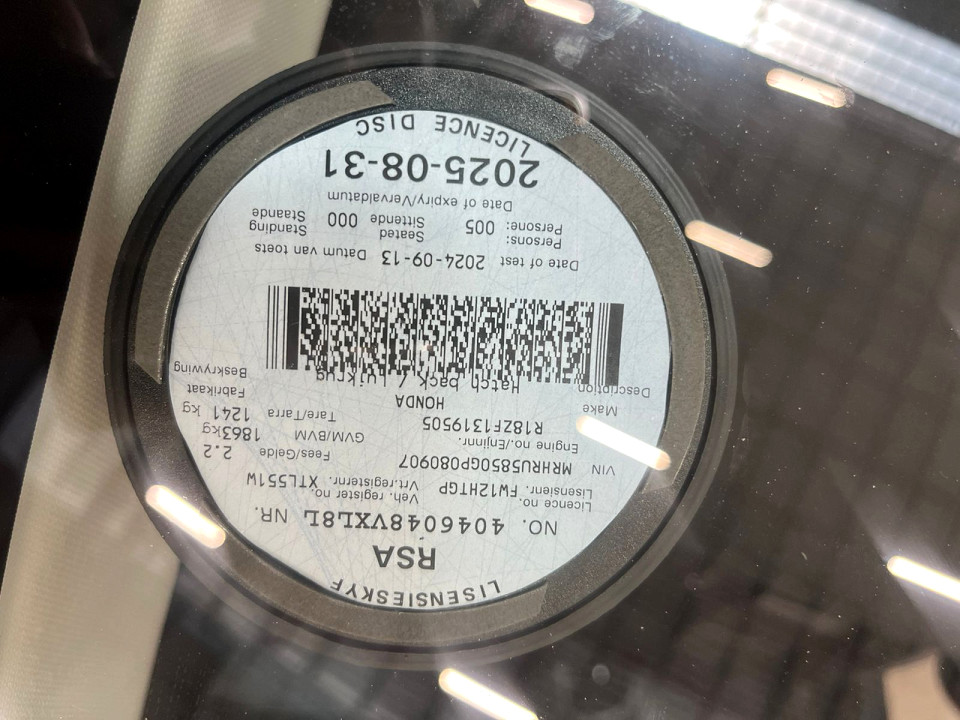 LISENSIESKYF
RSA
NO. 4046048VXL8L NR.
Licence no. Lisensienr. FW12HTGP Veh. register no. Vrt.registernr. XTL551W
VIN MRHRU5850GP080907 Fees/Gelde 2.2
Engine no./Enjinnr. R18ZF1319505 GVM/BVM 1863kg
Make HONDA Tare/Tarra 1241 kg Fabrikaat
Description Hatch back / Luikrug Beskrywing
Date of test 2024-09-13 Datum van toets
Persons: Persone: 005 Seated Sittende 000 Standing Staande
Date of expiry/Vervaldatum
2025-08-31
LICENCE DISC